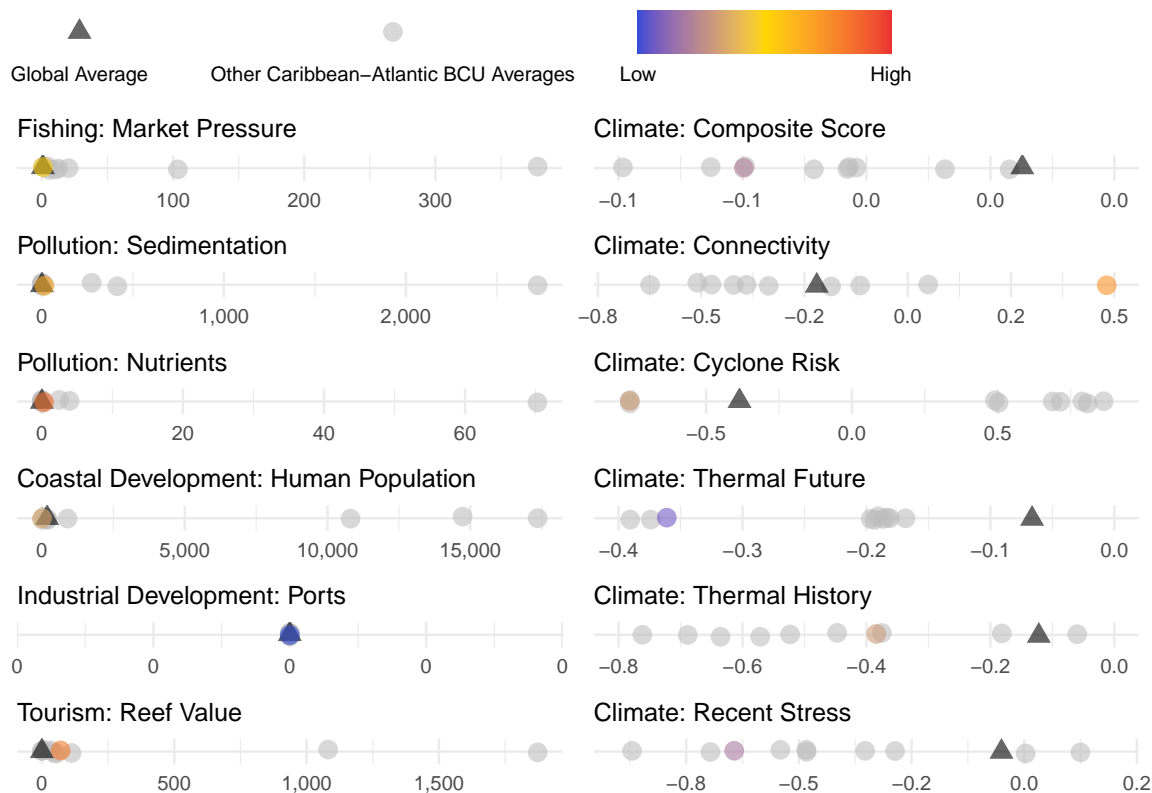 Global Average
Other Caribbean−Atlantic BCU Averages
Low
High
Fishing: Market Pressure
0 100 200 300
Climate: Composite Score
−0.1 −0.1 0.0 0.0 0.0
Pollution: Sedimentation
0 1,000 2,000
Climate: Connectivity
−0.8 −0.5 −0.2 0.0 0.2 0.5
Pollution: Nutrients
0 20 40 60
Climate: Cyclone Risk
−0.5 0.0 0.5
Coastal Development: Human Population
0 5,000 10,000 15,000
Climate: Thermal Future
−0.4 −0.3 −0.2 −0.1 0.0
Industrial Development: Ports
0 0 0 0 0
Climate: Thermal History
−0.8 −0.6 −0.4 −0.2 0.0
Tourism: Reef Value
0 500 1,000 1,500
Climate: Recent Stress
−0.8 −0.5 −0.2 0.0 0.2